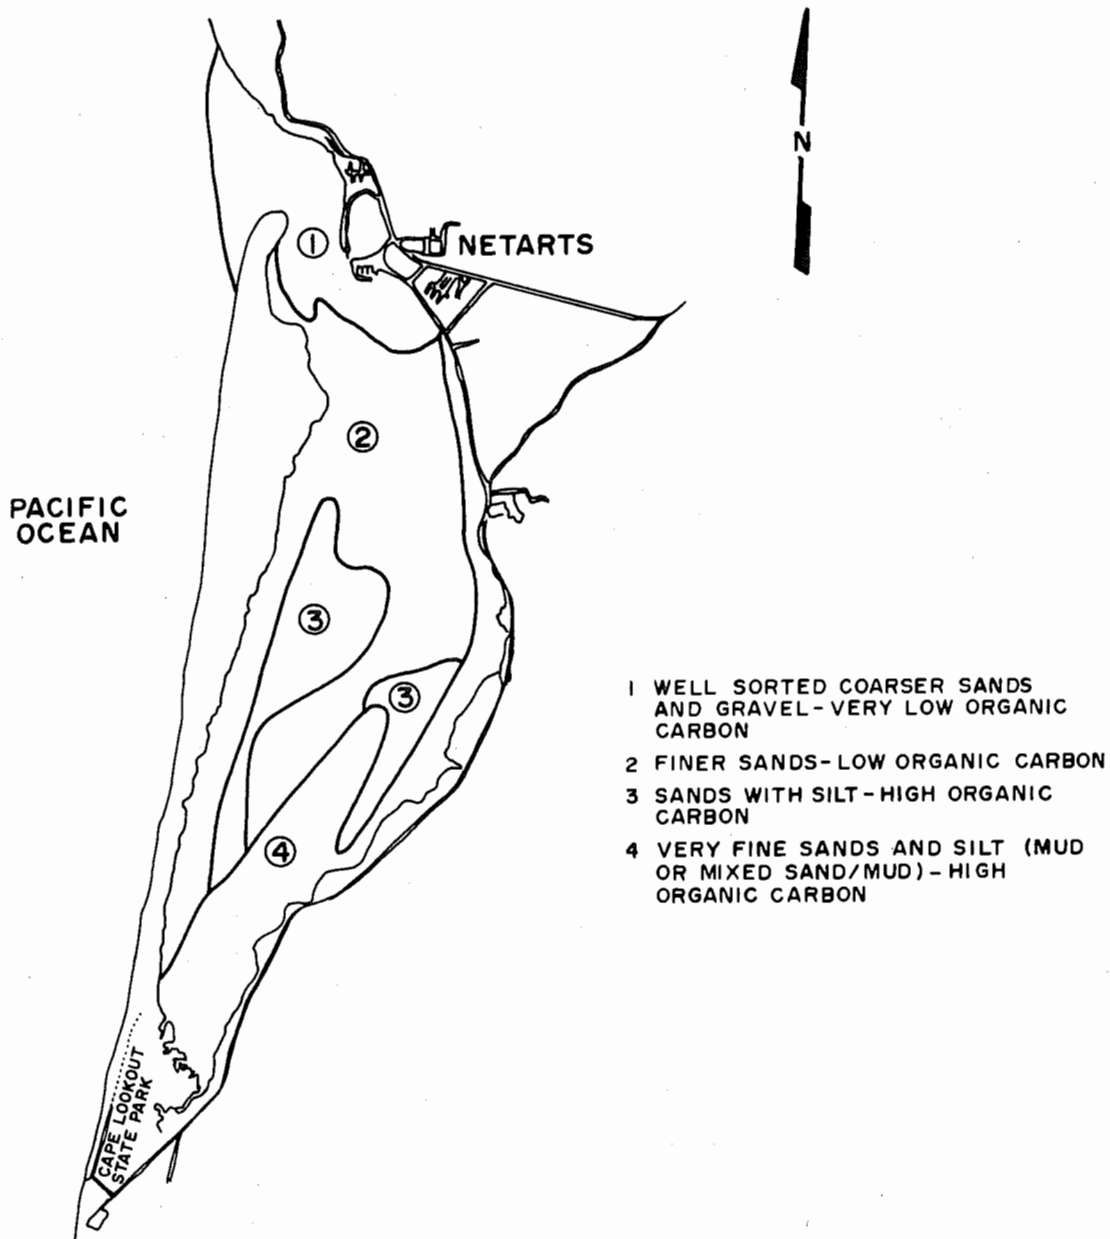 N
1
NETARTS
2
PACIFIC
OCEAN
3
3
4
1 WELL SORTED COARSER SANDS
AND GRAVEL-VERY LOW ORGANIC
CARBON
2 FINER SANDS-LOW ORGANIC CARBON
3 SANDS WITH SILT-HIGH ORGANIC
CARBON
4 VERY FINE SANDS AND SILT (MUD
OR MIXED SAND/MUD)-HIGH
ORGANIC CARBON
CAPE LOOKOUT
STATE PARK